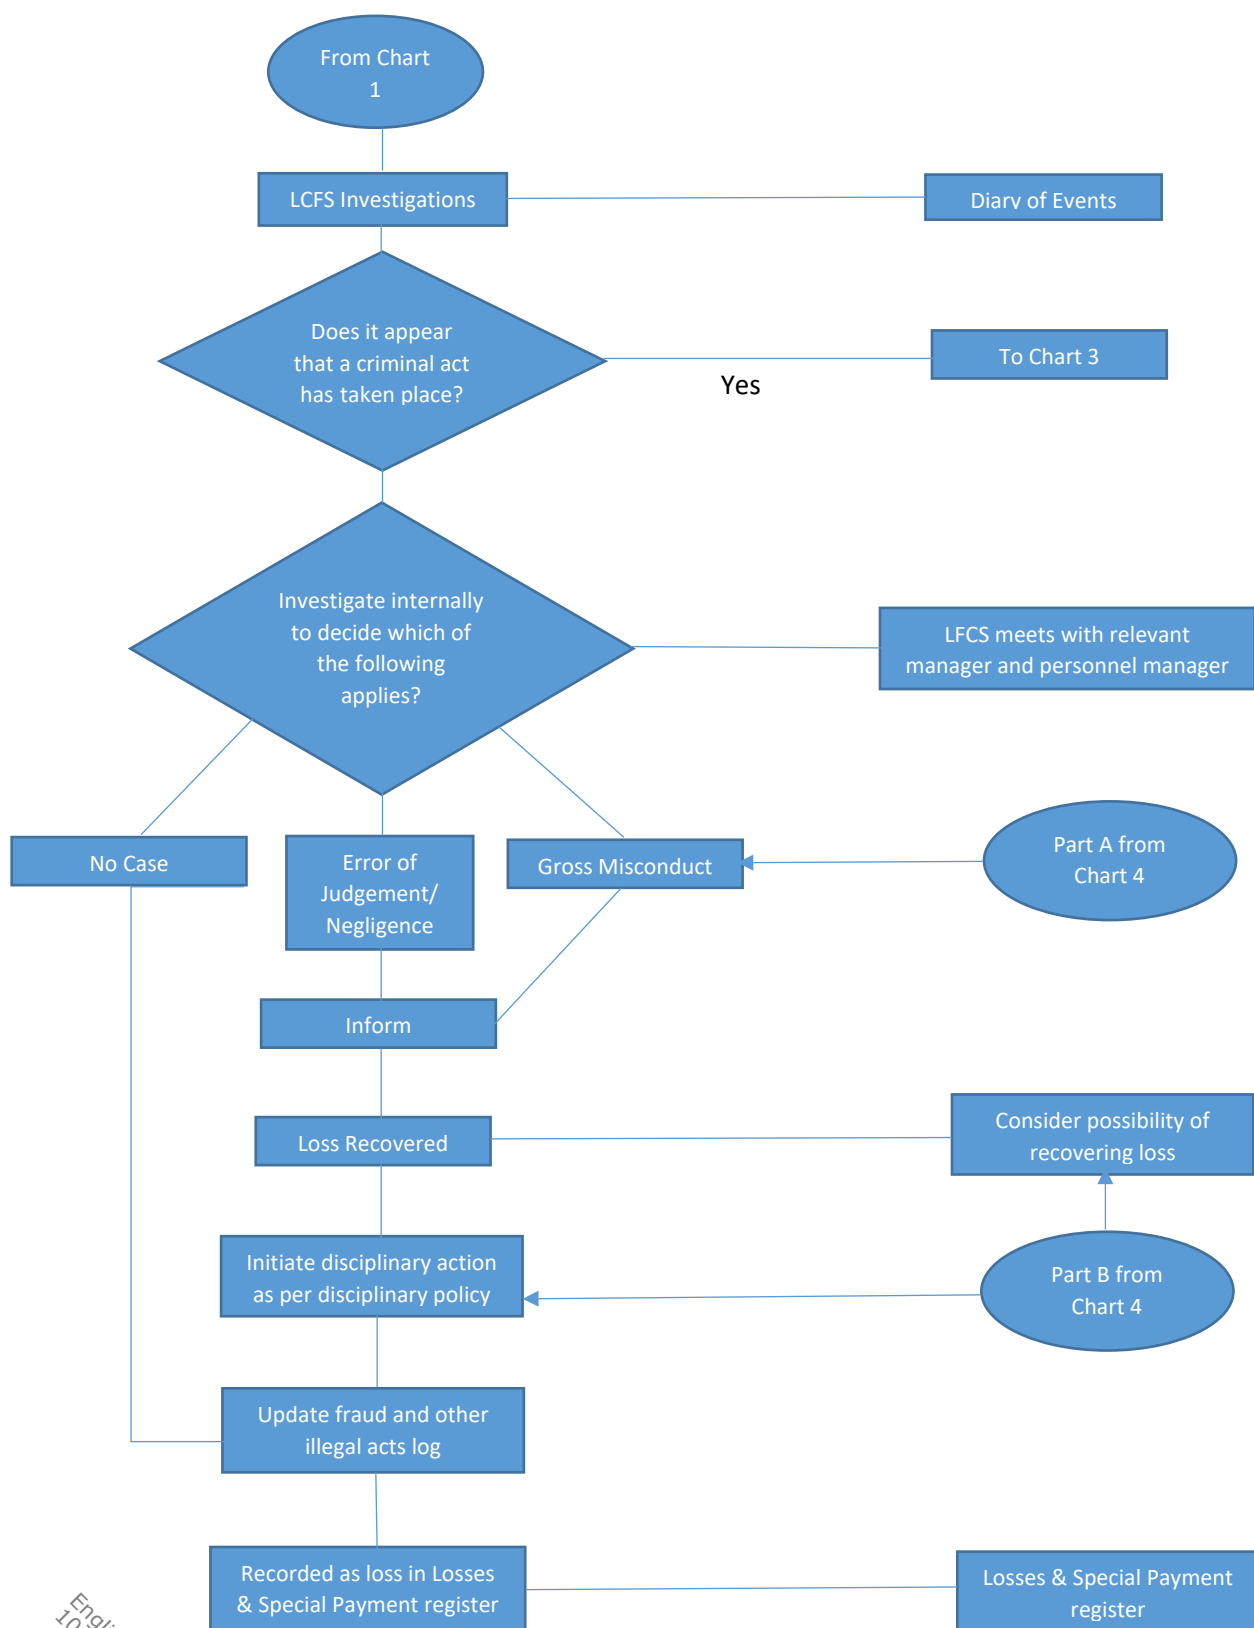 From Chart
1
LCFS Investigations
Diary of Events
Does it appear
that a criminal act
has taken place?
To Chart 3
Yes
Investigate internally
to decide which of
the following
applies?
LFCS meets with relevant
manager and personnel manager
No Case
Error of
Judgement/
Negligence
Gross Misconduct
Part A from
Chart 4
Inform
Loss Recovered
Consider possibility of
recovering loss
Initiate disciplinary action
as per disciplinary policy
Part B from
Chart 4
Update fraud and other
illegal acts log
Recorded as loss in Losses
& Special Payment register
Losses & Special Payment
register